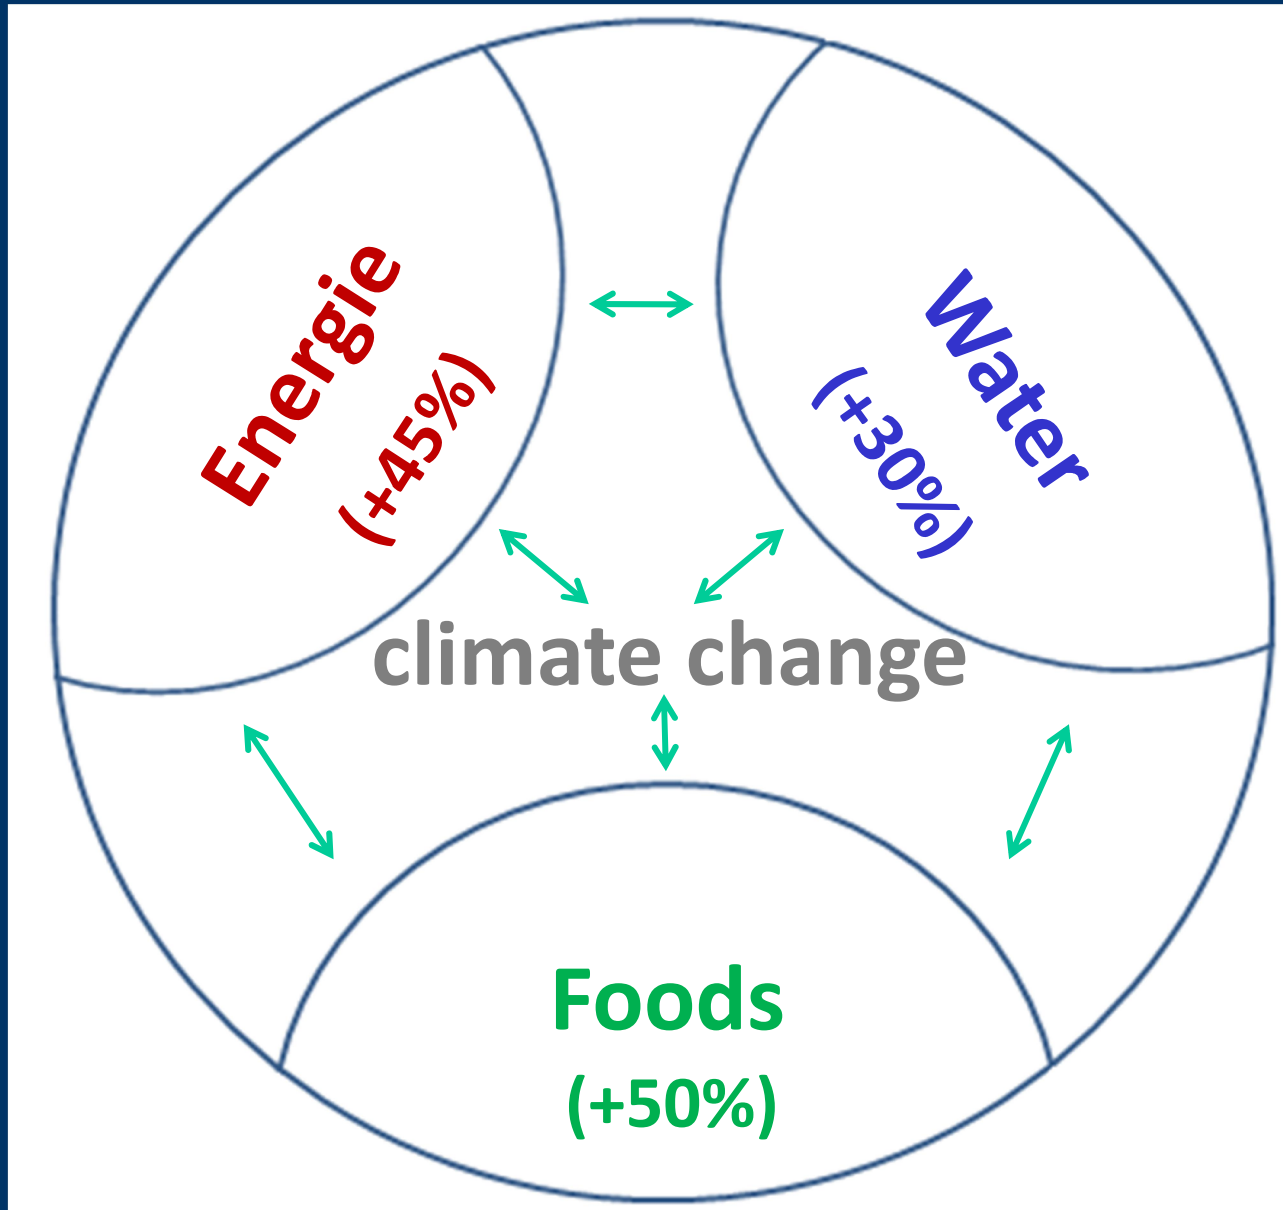 Energie
(+45%)
Water
(+30%)
climate change
Foods
(+50%)